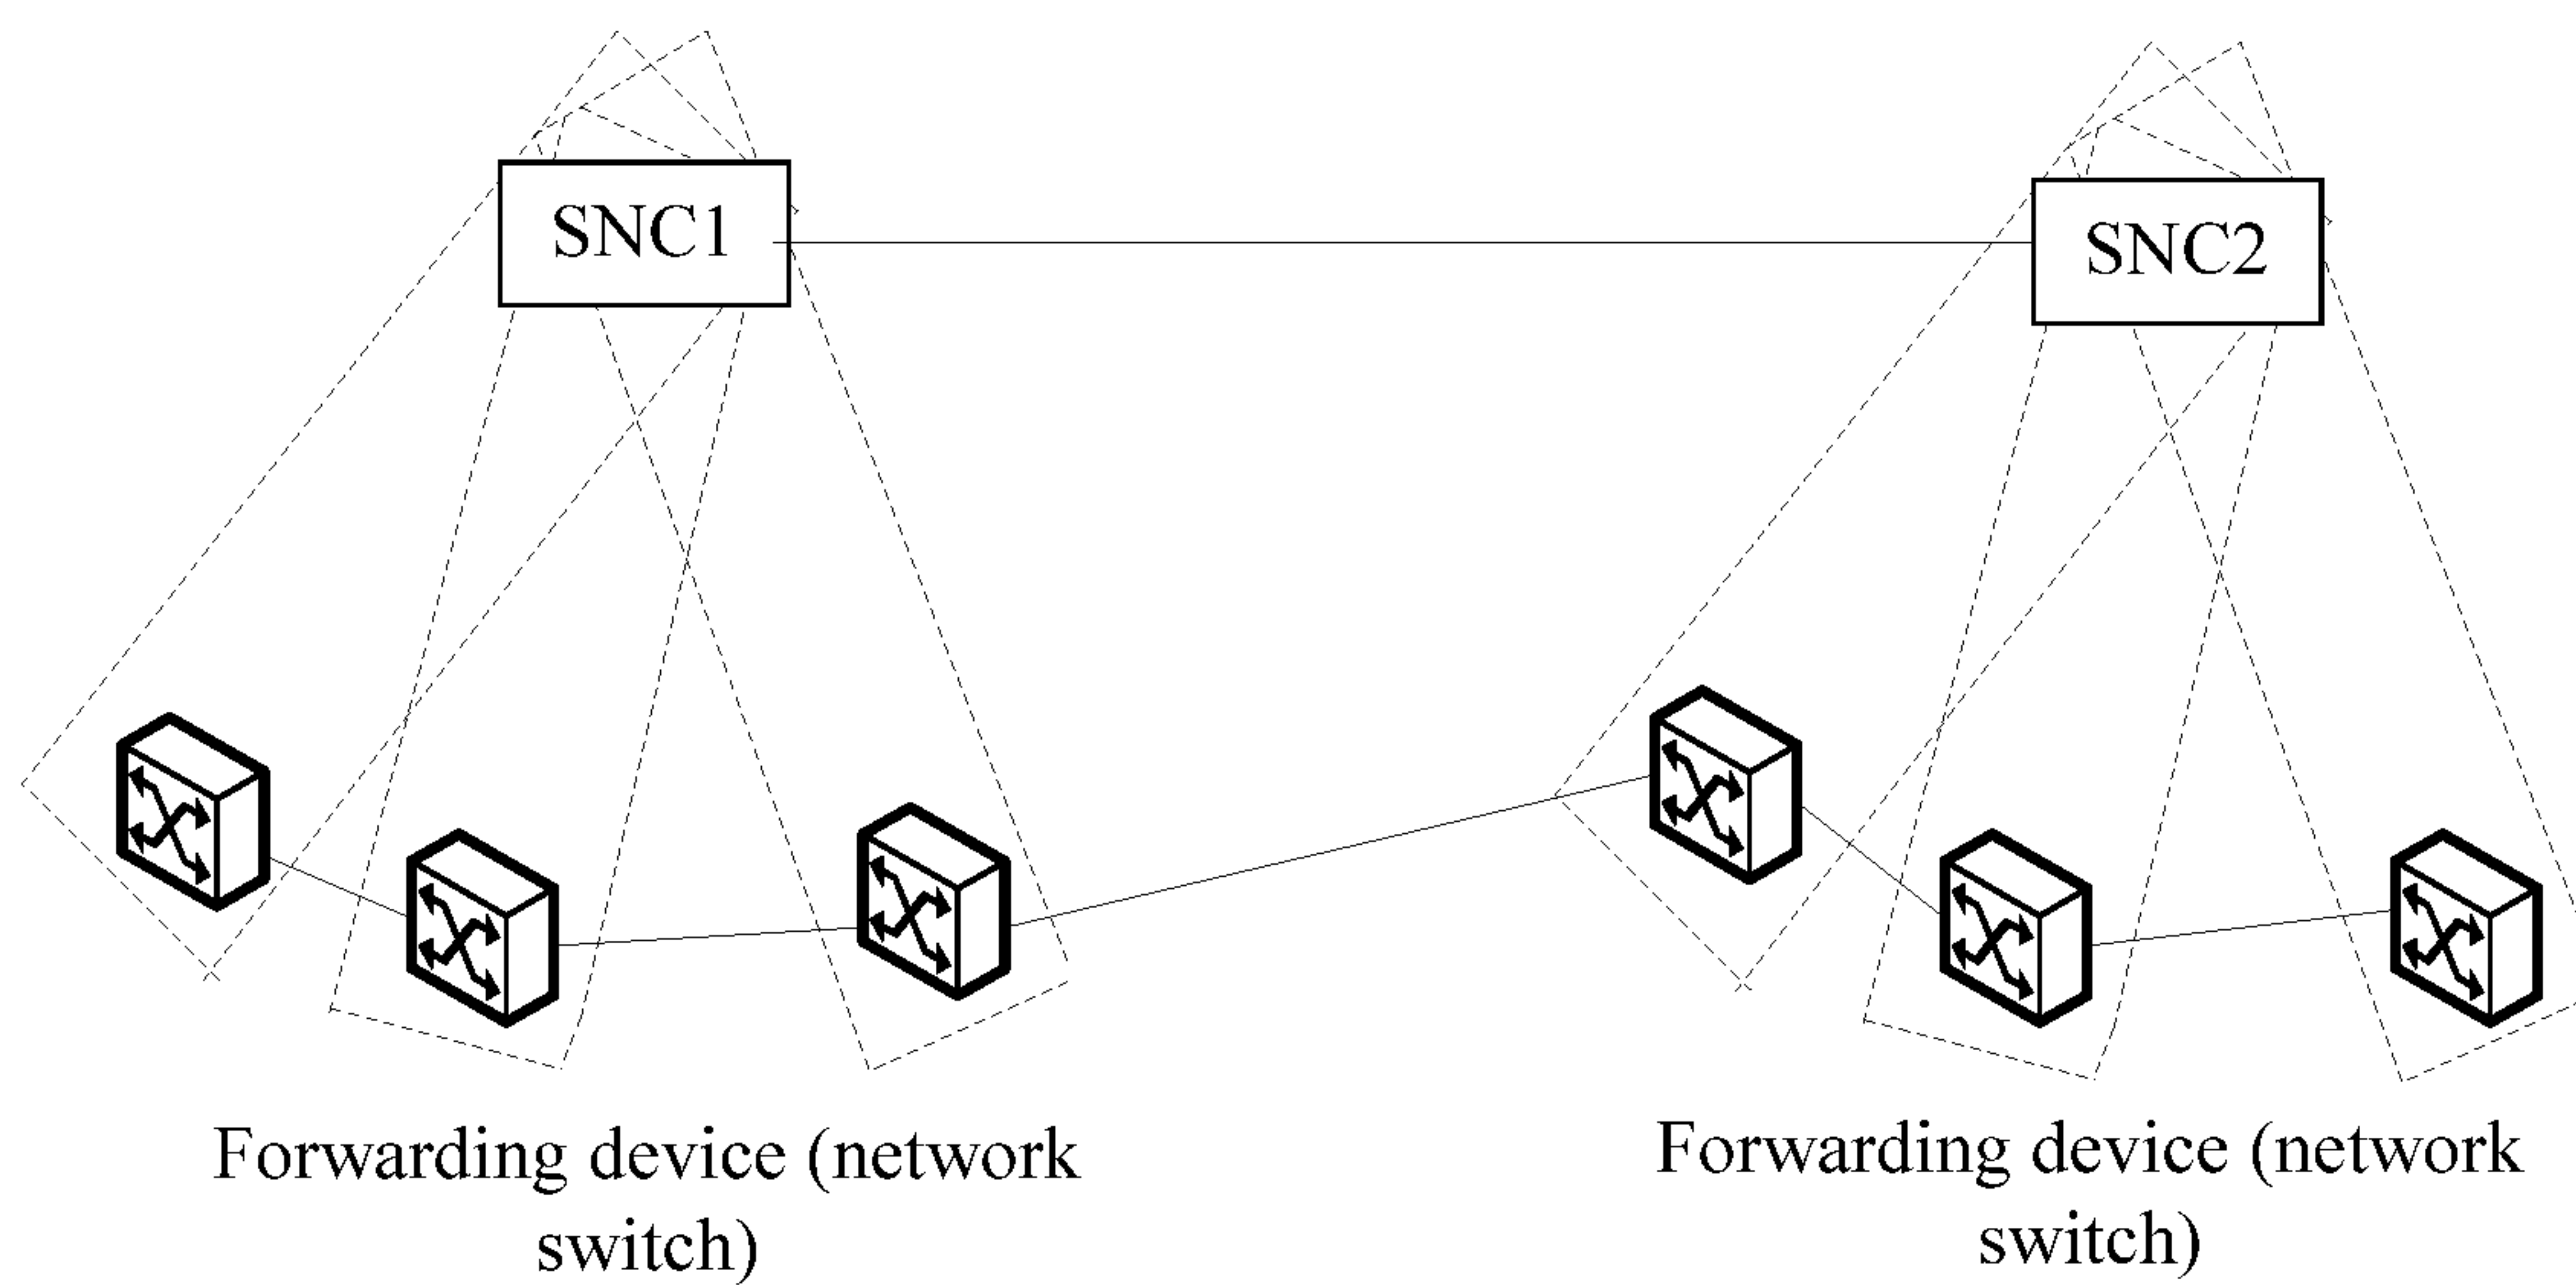 SNC1
SNC2
Forwarding device (network
switch)
Forwarding device (network
switch)